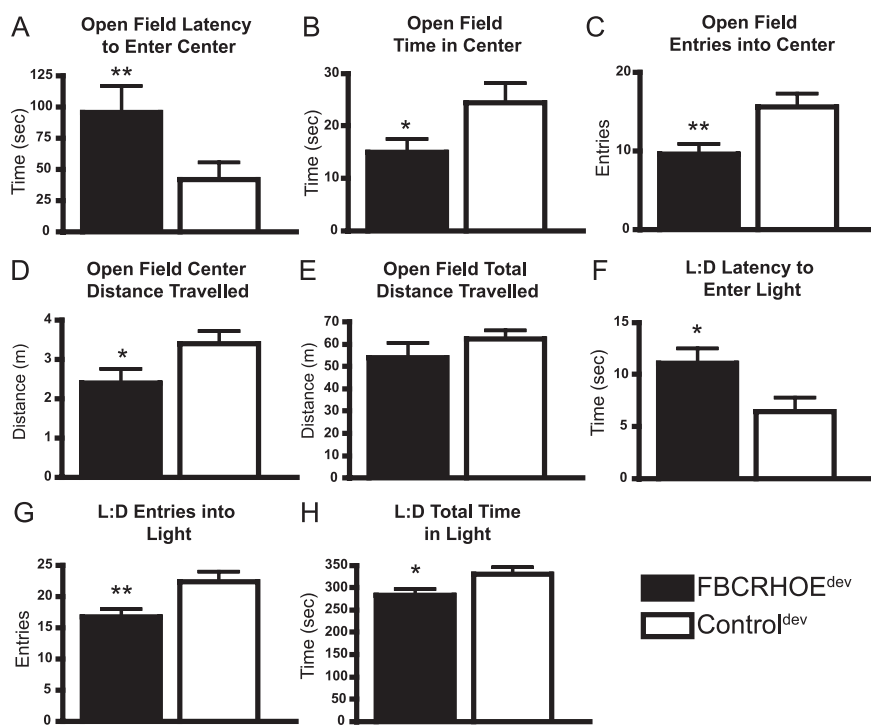 A
Open Field Latency
to Enter Center
Time (sec)
125
100
75
50
25
0
**
B
Open Field
Time in Center
Time (sec)
30
20
10
0
*
C
Open Field
Entries into Center
Entries
20
10
0
**
D
Open Field Center
Distance Travelled
Distance (m)
4
3
2
1
0
*
E
Open Field Total
Distance Travelled
Distance (m)
70
60
50
40
30
20
10
0
F
L:D Latency to
Enter Light
Time (sec)
15
10
5
0
*
G
L:D Entries into
Light
Entries
25
20
15
10
5
0
**
H
L:D Total Time
in Light
Time (sec)
350
300
250
200
150
100
50
0
*
FBCRHOEdev
Controldev